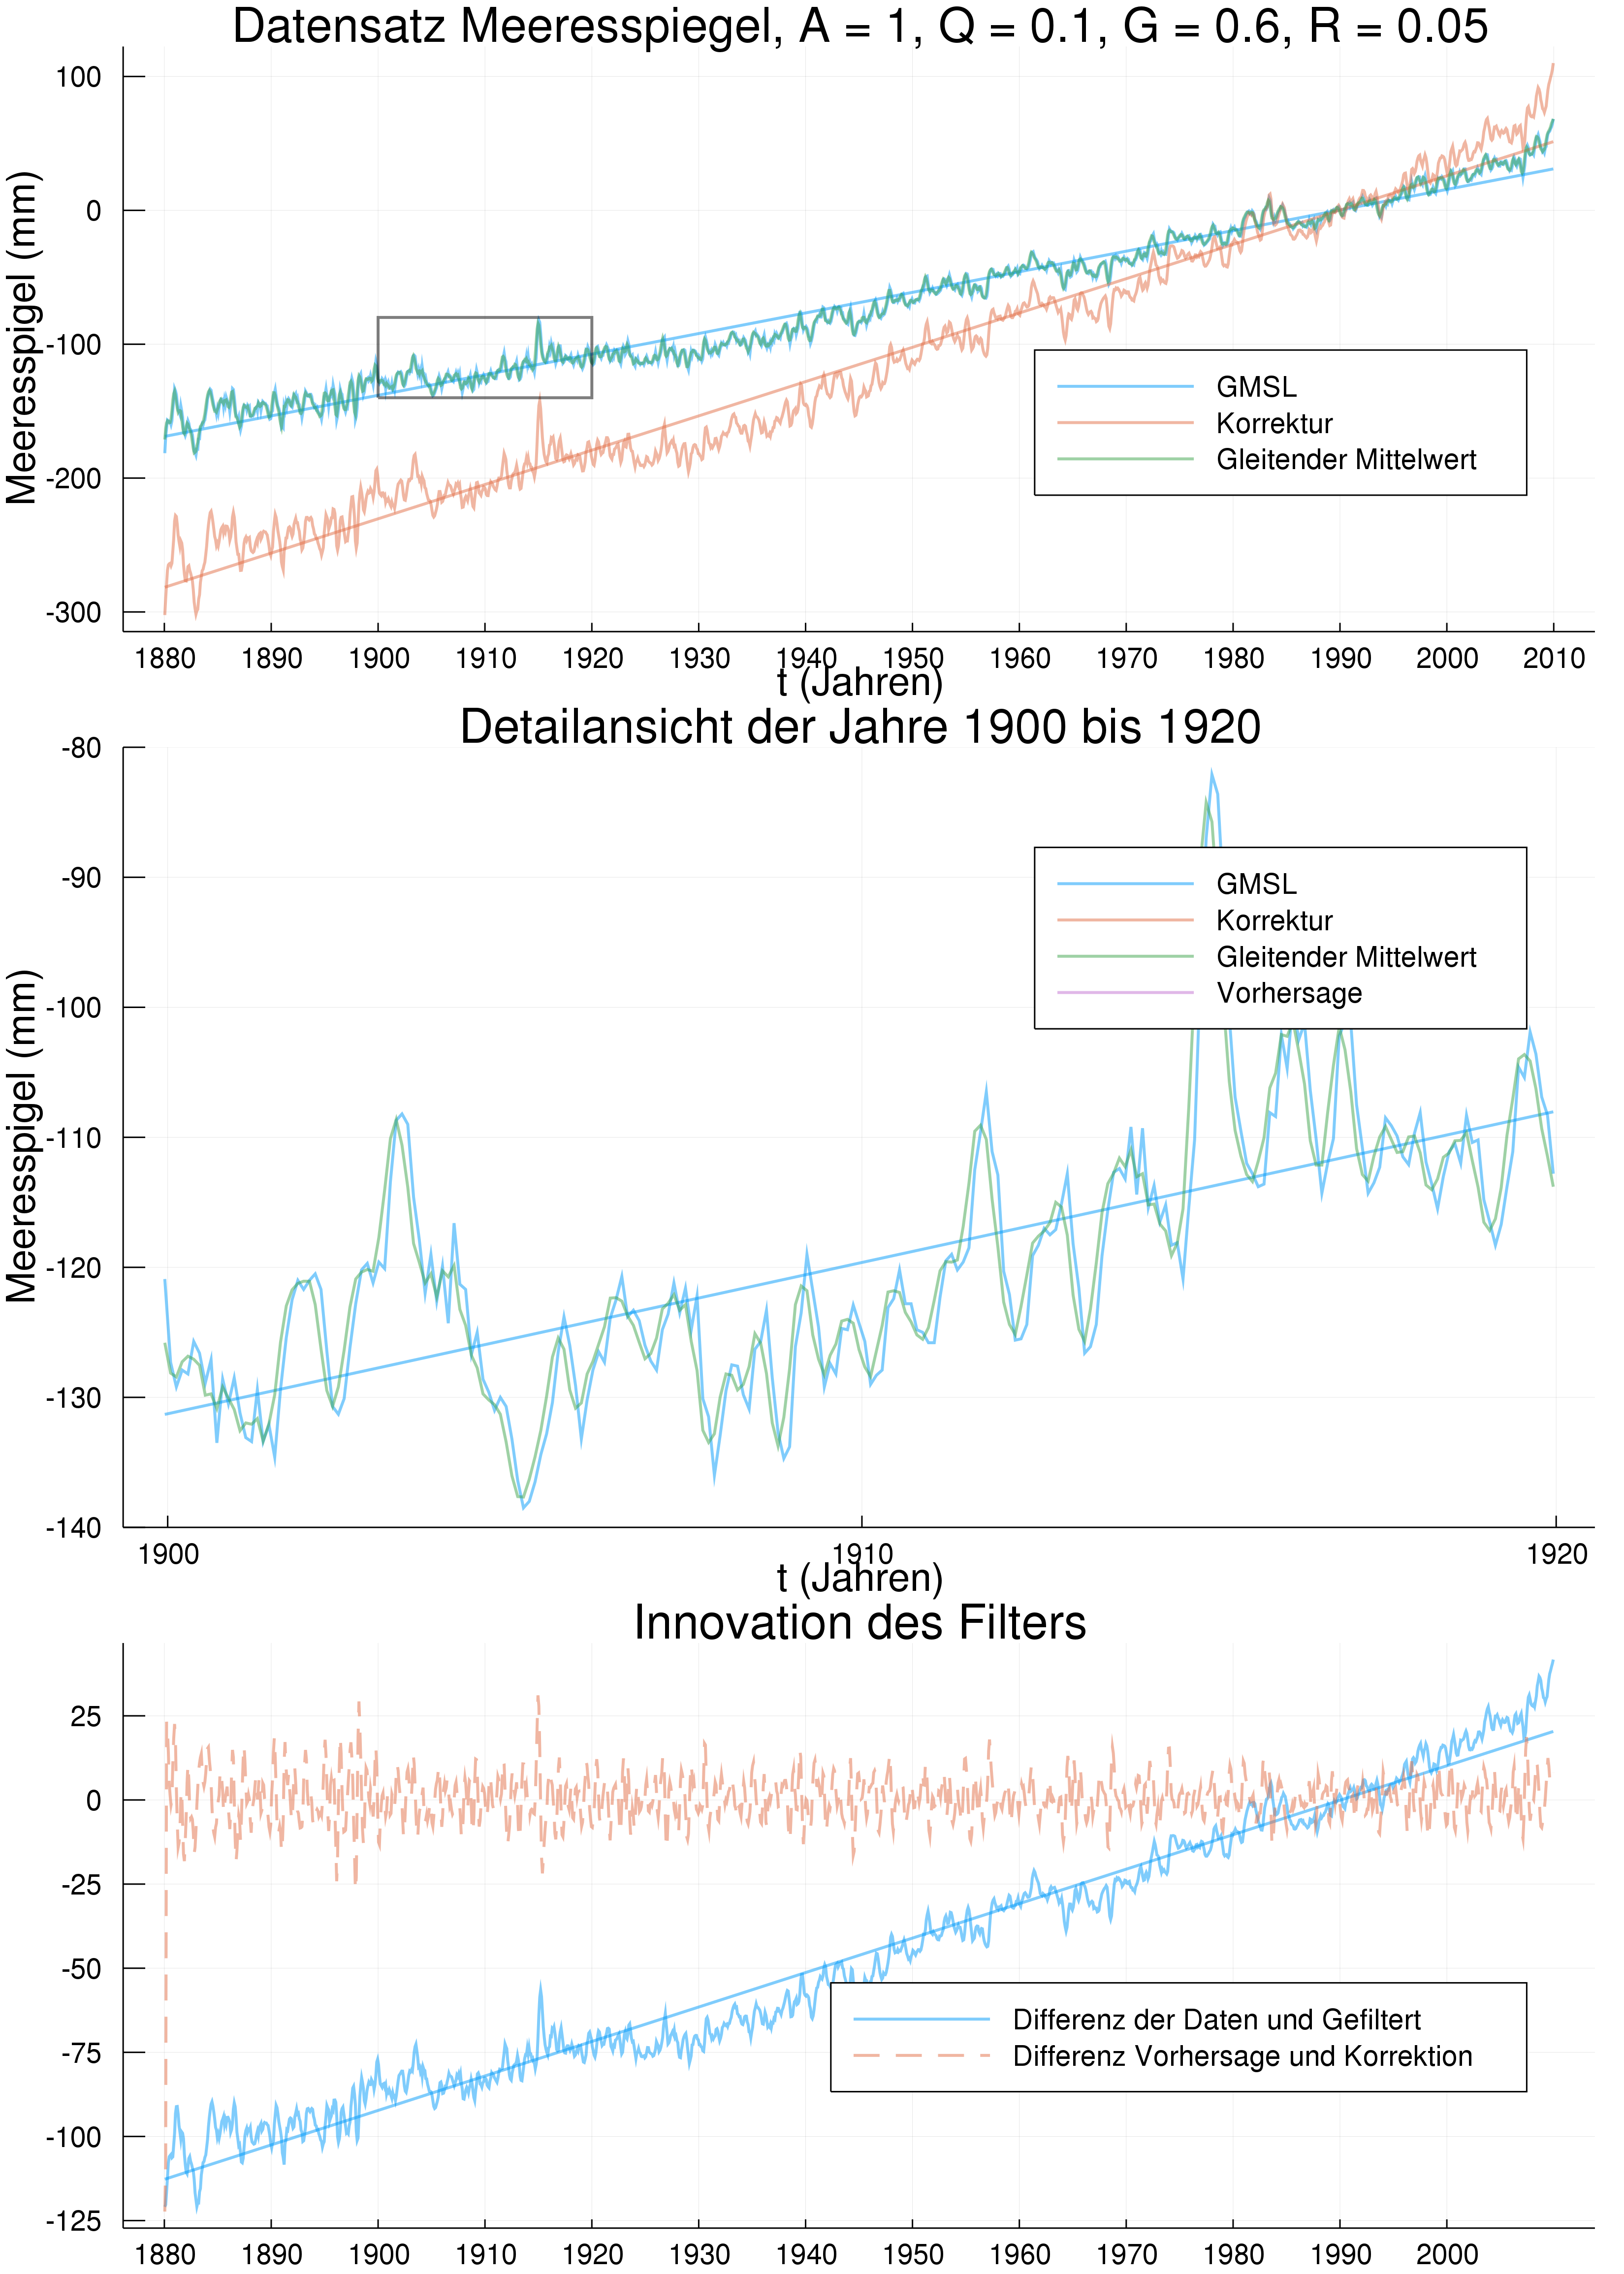 Datensatz Meeresspiegel, A = 1, Q = 0.1, G = 0.6, R = 0.05
Meeresspigel (mm)
100
0
-100
-200
-300
GMSL
Korrektur
Gleitender Mittelwert
1880 1890 1900 1910 1920 1930 1940 1950 1960 1970 1980 1990 2000 2010
t (Jahren)
Detailansicht der Jahre 1900 bis 1920
Meeresspigel (mm)
-80
-90
-100
-110
-120
-130
-140
GMSL
Korrektur
Gleitender Mittelwert
Vorhersage
1900 1910 1920
t (Jahren)
Innovation des Filters
25
0
-25
-50
-75
-100
-125
Differenz der Daten und Gefiltert
Differenz Vorhersage und Korrektion
1880 1890 1900 1910 1920 1930 1940 1950 1960 1970 1980 1990 2000